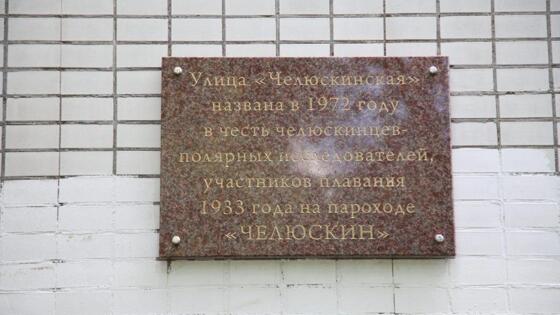 Улица «Челюскинская»
названа в 1972 году
в честь челюскинцев-
полярных исследователей,
участников плавания
1933 года на пароходе
«ЧЕЛЮСКИН»